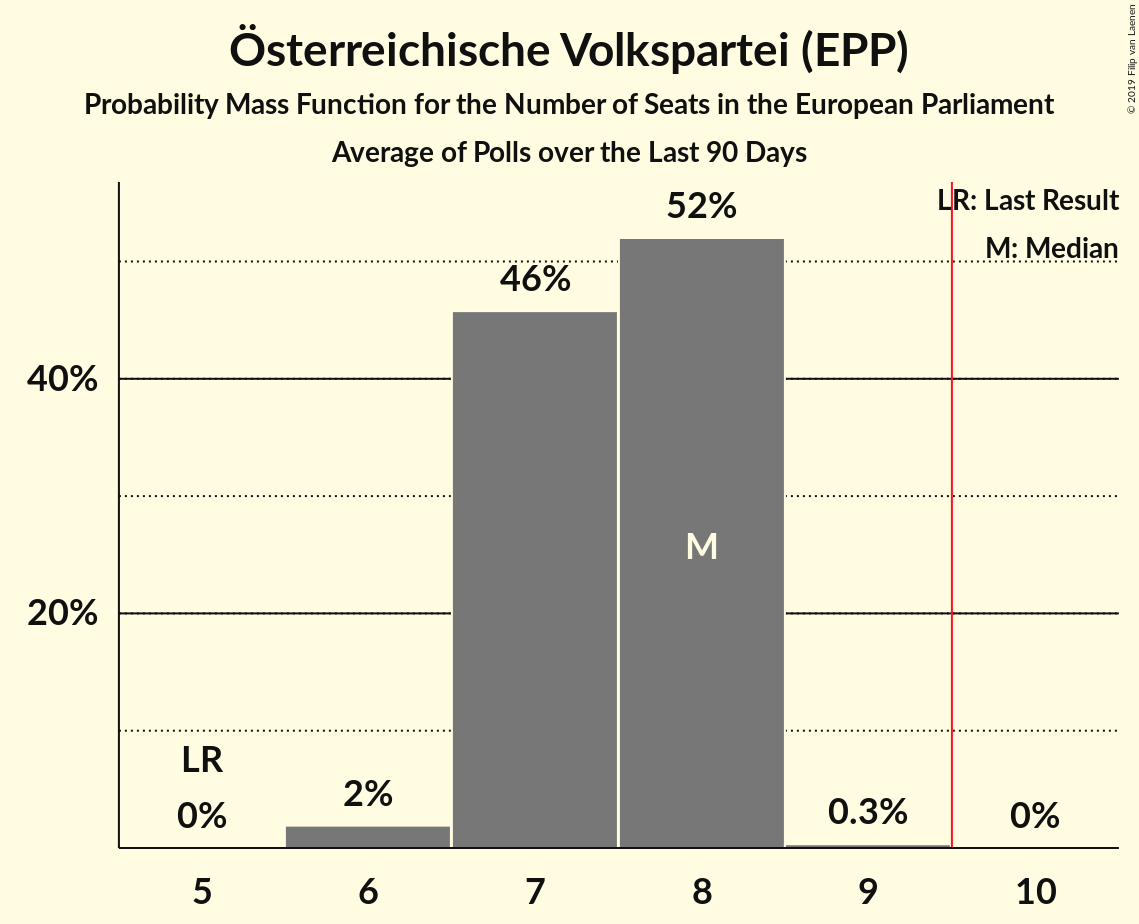 Österreichische Volkspartei (EPP)
Probability Mass Function for the Number of Seats in the European Parliament
Average of Polls over the Last 90 Days
© 2019 Filip van Laenen
LR: Last Result
M: Median
52%
46%
40%
M
20%
LR
0%
2%
0.3%
0%
5 6 7 8 9 10